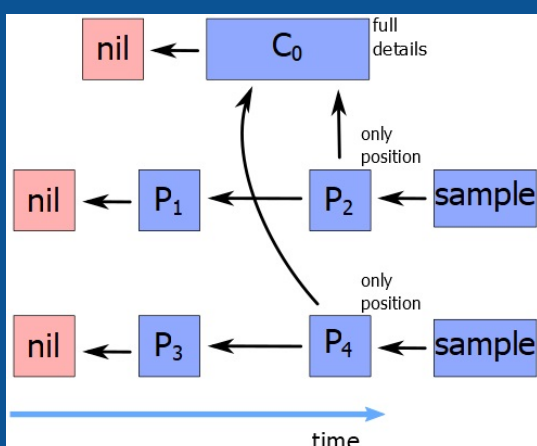 nil
C₀
full
details
only
position
nil
P₁
P₂
sample
only
position
nil
P₃
P₄
sample
time